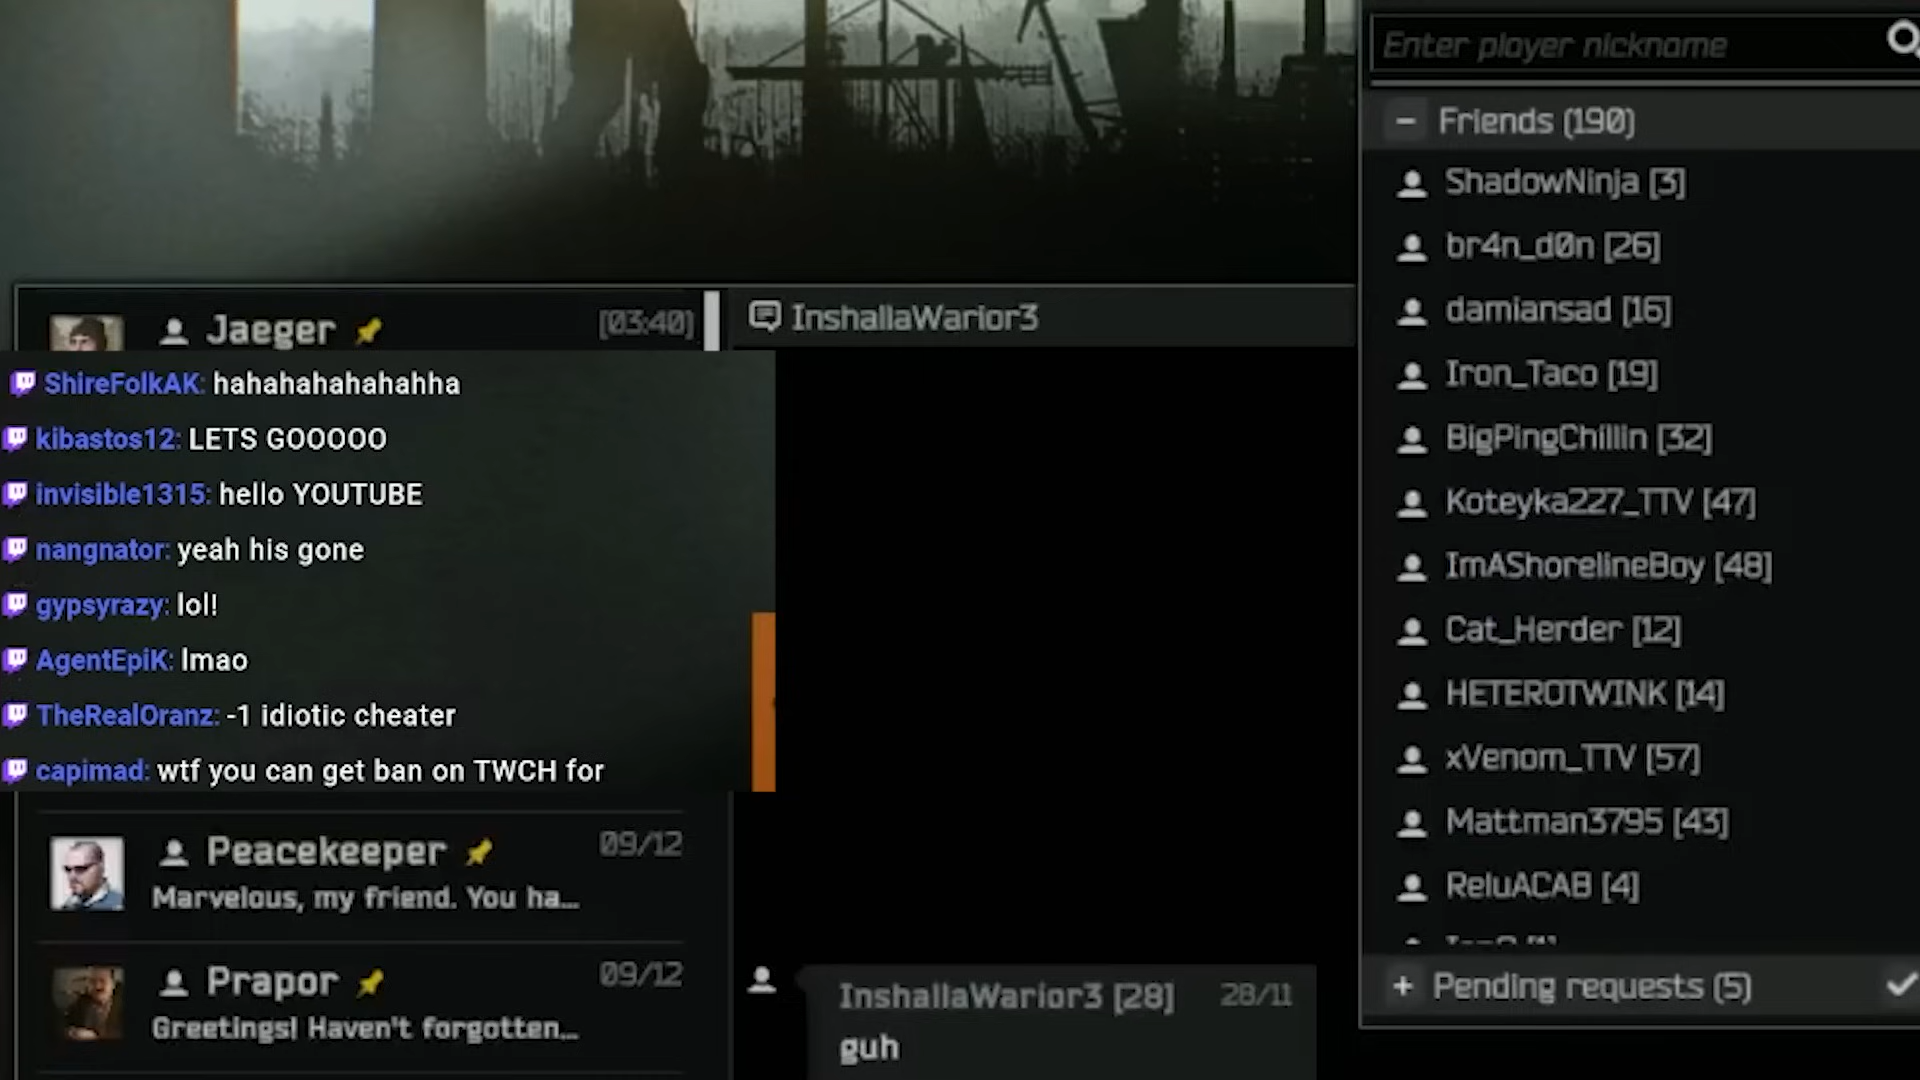 Jaeger [03:40]
ShireFolkAK: hahahahahahahha
kibastos12: LETS GOOOOO
invisible1315: hello YOUTUBE
nangnator: yeah his gone
gypsyrazy: lol!
AgentEpiK: lmao
TheRealOranz: -1 idiotic cheater
capimad: wtf you can get ban on TWCH for
Peacekeeper 09/12
Marvelous, my friend. You ha...
Prapor 09/12
Greetings! Haven't forgotten...
InshallaWarior3
InshallaWarior3 [28] 28/11
guh
Enter player nickname
Friends (190)
ShadowNinja [3]
br4n_d0n [26]
damiansad [16]
Iron_Taco [19]
BigPingChillin [32]
Koteyka227_TTV [47]
ImAShorelineBoy [48]
Cat_Herder [12]
HETEROTWINK [14]
xVenom_TTV [57]
Mattman3795 [43]
ReluACAB [4]
Pending requests (5)